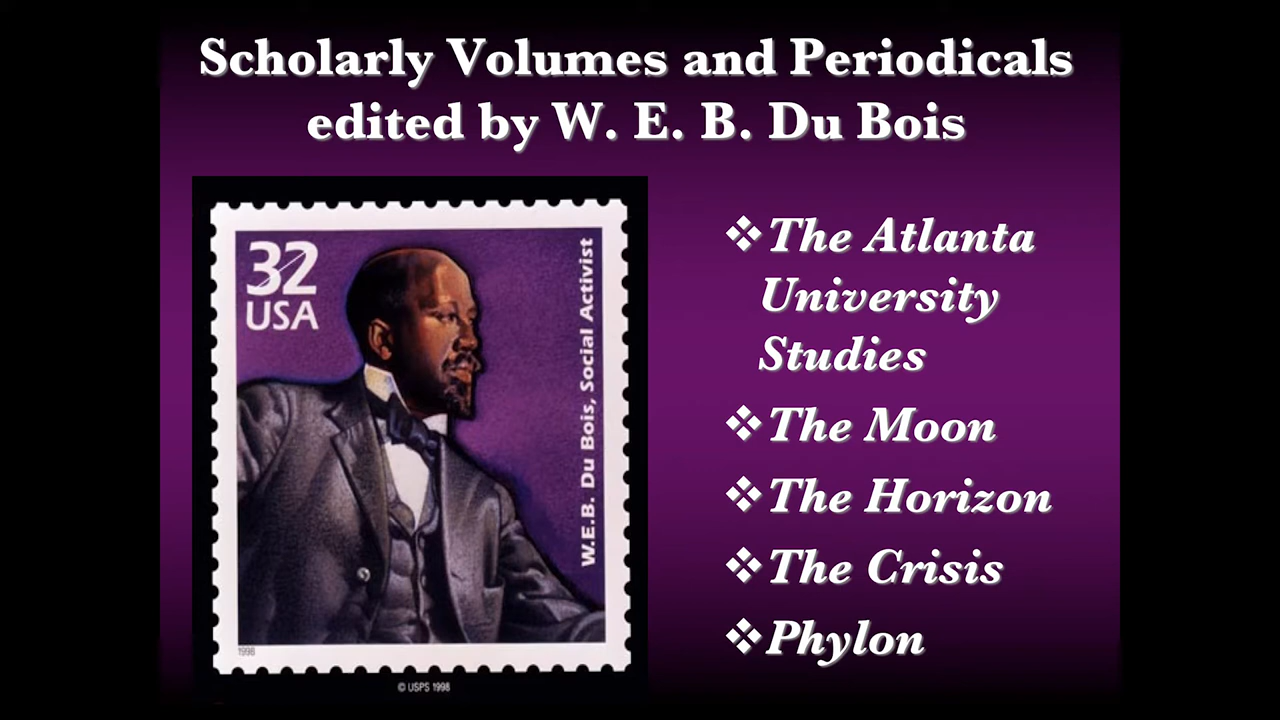 Scholarly Volumes and Periodicals
edited by W. E. B. Du Bois
32
USA
W.E.B. Du Bois, Social Activist
1998
© USPS 1998
❖The Atlanta
University
Studies
❖The Moon
❖The Horizon
❖The Crisis
❖Phylon